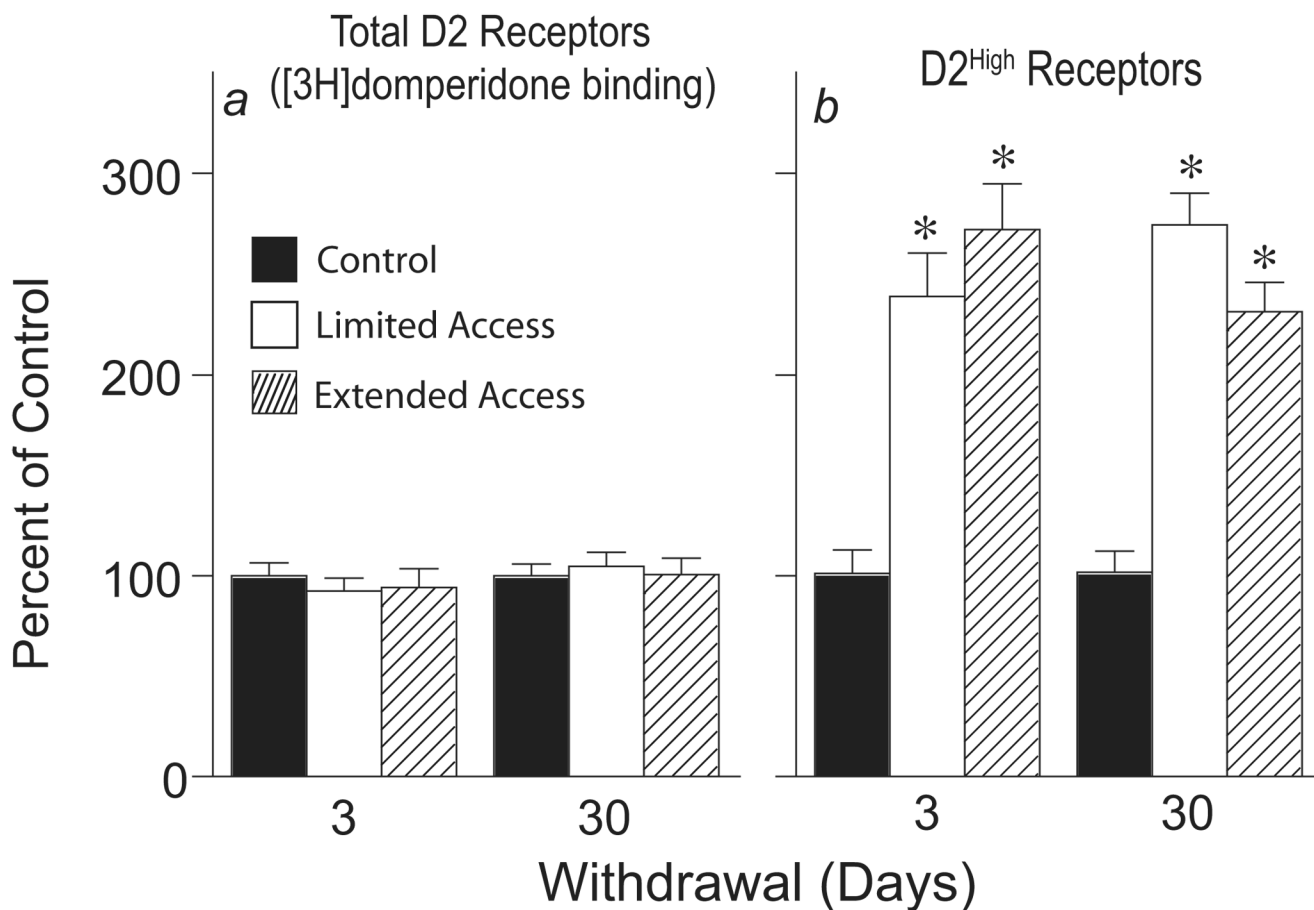 Total D2 Receptors
([3H]domperidone binding)
D2High Receptors
a
b
300
200
100
0
Control
Limited Access
Extended Access
*
*
*
*
3
30
3
30
Withdrawal (Days)
Percent of Control